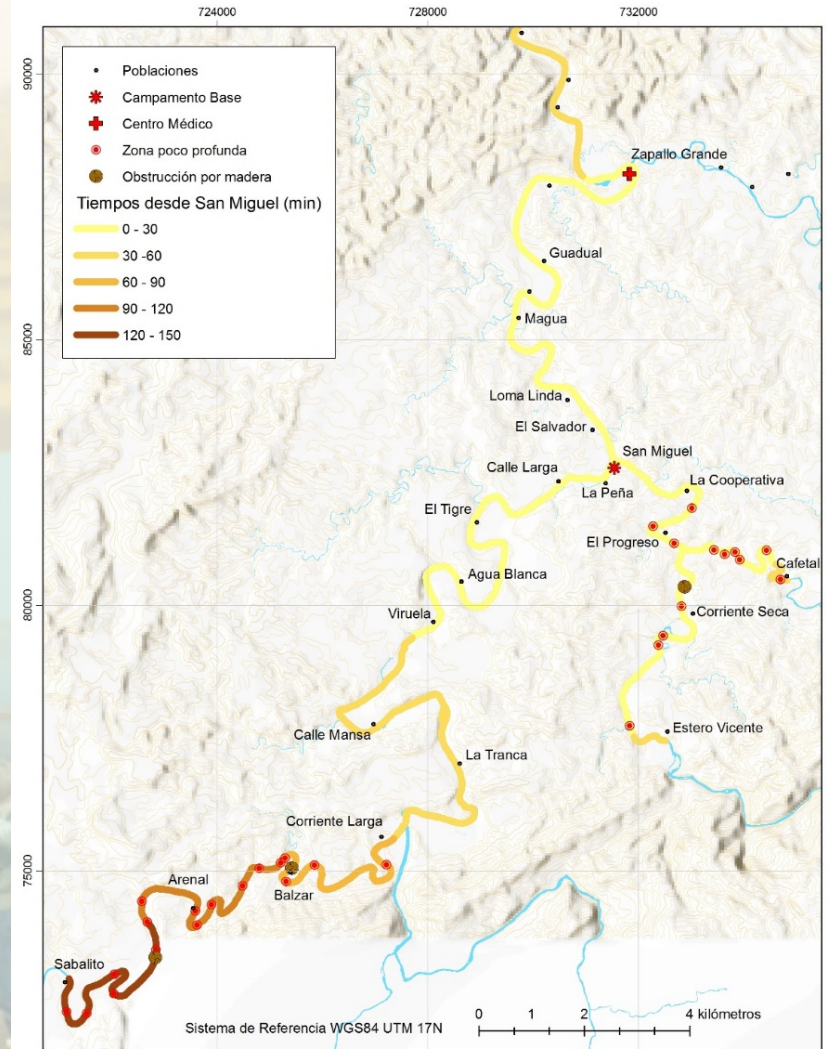 724000 728000 732000
90000
85000
80000
75000
Poblaciones
Campamento Base
Centro Médico
Zona poco profunda
Obstrucción por madera
Tiempos desde San Miguel (min)
0 - 30
30 -60
60 - 90
90 - 120
120 - 150
Zapallo Grande
Guadual
Magua
Loma Linda
El Salvador
San Miguel
Calle Larga
La Peña
La Cooperativa
El Tigre
El Progreso
Cafetal
Agua Blanca
Viruela
Corriente Seca
Calle Mansa
Estero Vicente
La Tranca
Corriente Larga
Arenal
Balzar
Sabalito
Sistema de Referencia WGS84 UTM 17N
0 1 2 4 kilómetros